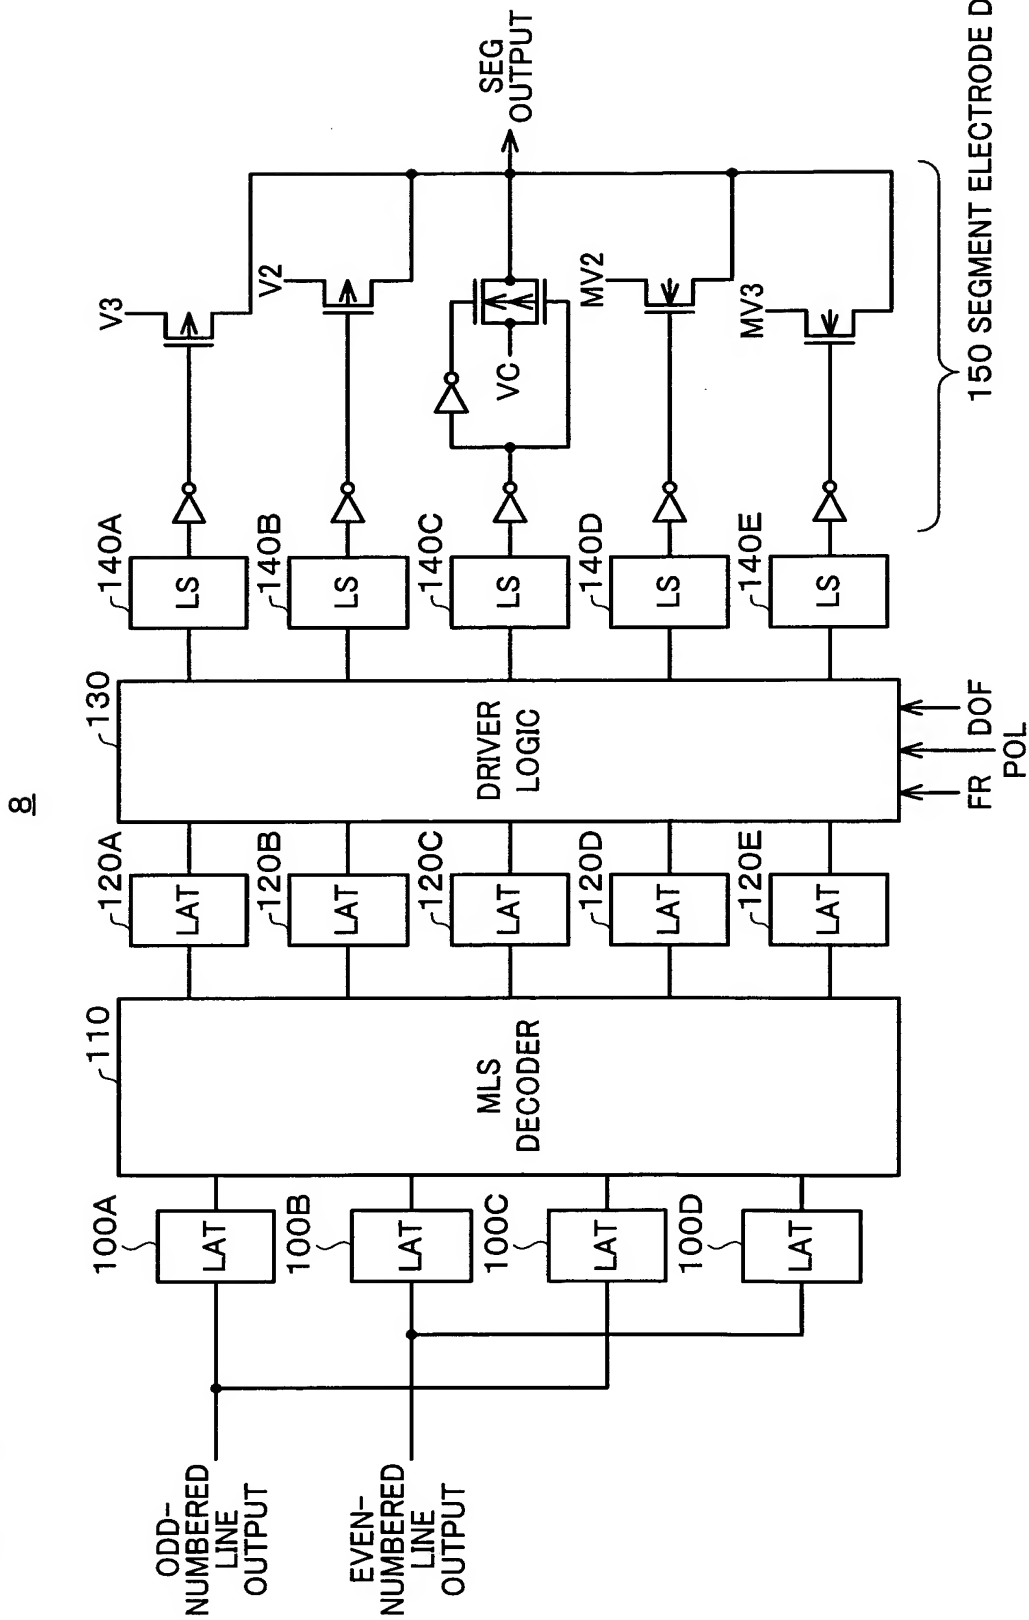 8
ODD-
NUMBERED
LINE
OUTPUT
EVEN-
NUMBERED
LINE
OUTPUT
100A
LAT
100B
LAT
100C
LAT
100D
LAT
110
MLS
DECODER
120A
LAT
120B
LAT
120C
LAT
120D
LAT
120E
LAT
130
DRIVER
LOGIC
FR
POL
DOF
140A
LS
140B
LS
140C
LS
140D
LS
140E
LS
V3
V2
VC
MV2
MV3
SEG
OUTPUT
150 SEGMENT ELECTRODE D